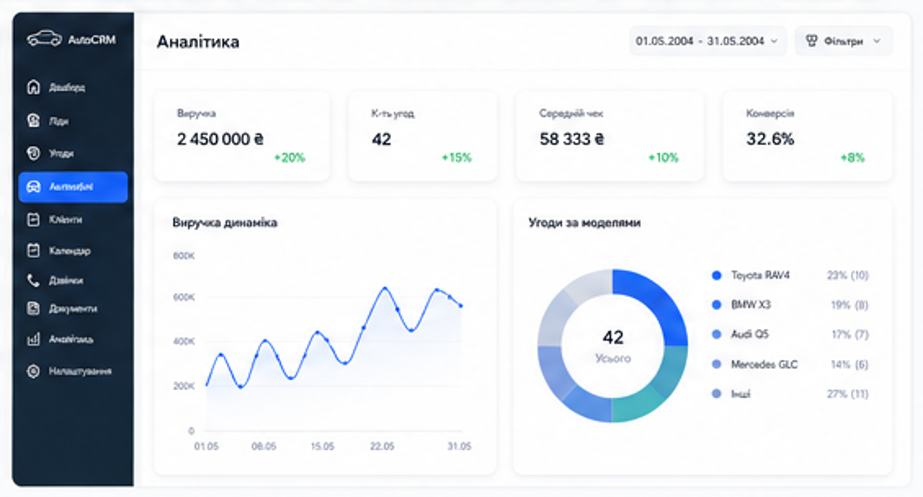 AutoCRM
Дашборд
Ліди
Угоди
Автомобілі
Клієнти
Календар
Дзвінки
Документи
Налаштування
Аналітика
01.05.2004 - 31.05.2004
Фільтри
Виручка
2 450 000 ₴
+20%
К-ть угод
42
+15%
Середній чек
58 333 ₴
+10%
Конверсія
32.6%
+8%
Виручка динаміка
800K
600K
400K
200K
0
01.05 08.05 15.05 22.05 31.05
Угоди за моделями
42
Усього
Toyota RAV4 23% (10)
BMW X3 19% (8)
Audi Q5 17% (7)
Mercedes GLC 14% (6)
Інші 27% (11)